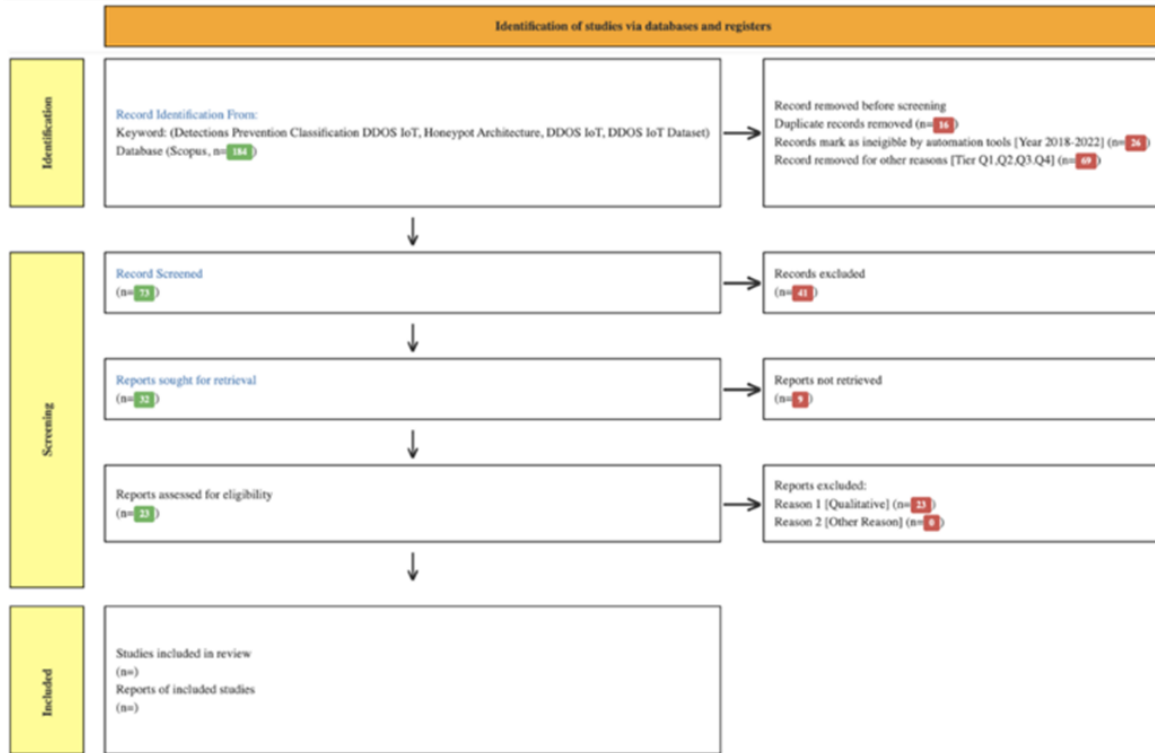 Identification of studies via databases and registers
Identification
Record Identification From:
Keyword: (Detections Prevention Classification DDOS IoT, Honeypot Architecture, DDOS IoT, DDOS IoT Dataset)
Database (Scopus, n=184)
Record removed before screening
Duplicate records removed (n=16)
Records mark as ineigible by automation tools [Year 2018-2022] (n=26)
Record removed for other reasons [Tier Q1,Q2,Q3.Q4] (n=69)
Screening
Record Screened
(n=73)
Records excluded
(n=41)
Reports sought for retrieval
(n=32)
Reports not retrieved
(n=9)
Reports assessed for eligibility
(n=23)
Reports excluded:
Reason 1 [Qualitative] (n=23)
Reason 2 [Other Reason] (n=0)
Included
Studies included in review
(n=)
Reports of included studies
(n=)